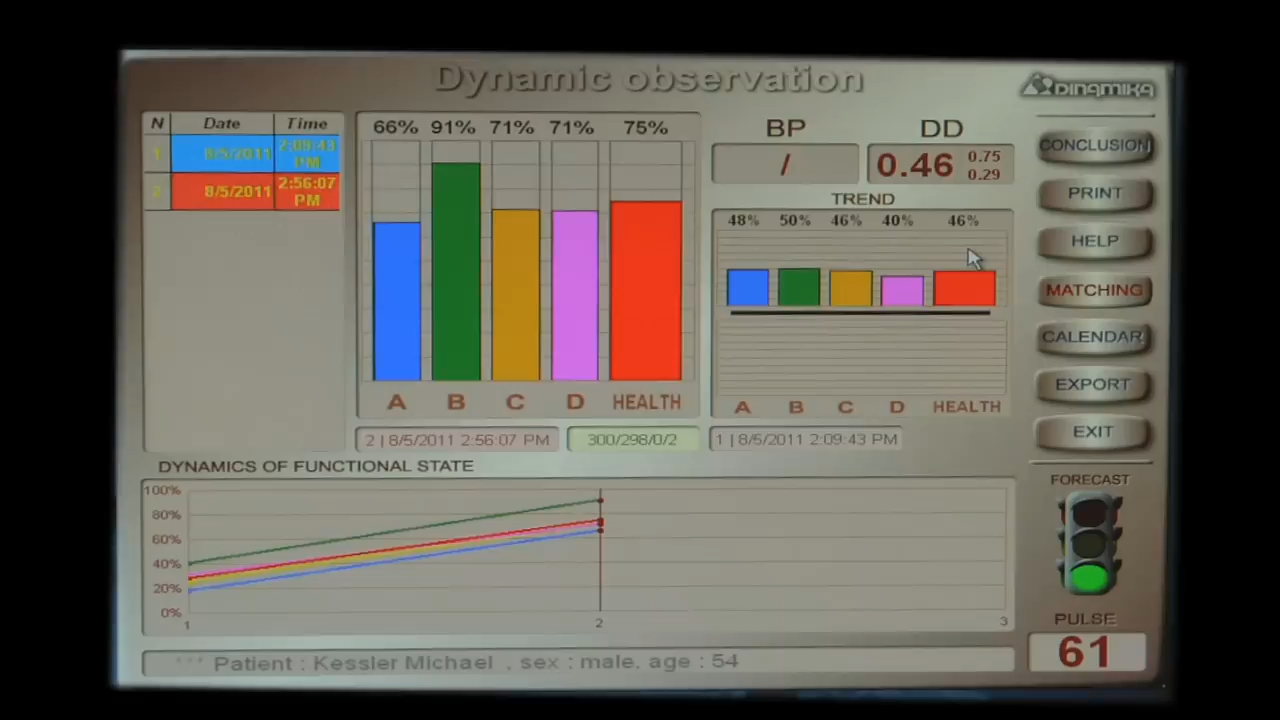 Dynamic observation
DINAMIKA
N Date Time
1 8/5/2011 2:09:43 PM
2 8/5/2011 2:56:07 PM
66% 91% 71% 71% 75%
A B C D HEALTH
BP DD
/ 0.46 0.75 0.29
TREND
48% 50% 46% 40% 46%
A B C D HEALTH
2 | 8/5/2011 2:56:07 PM 300/298/0/2 1 | 8/5/2011 2:09:43 PM
CONCLUSION
PRINT
HELP
MATCHING
CALENDAR
EXPORT
EXIT
DYNAMICS OF FUNCTIONAL STATE
100%
80%
60%
40%
20%
0%
1 2 3
FORECAST
PULSE
61
*** Patient : Kessler Michael , sex : male, age : 54